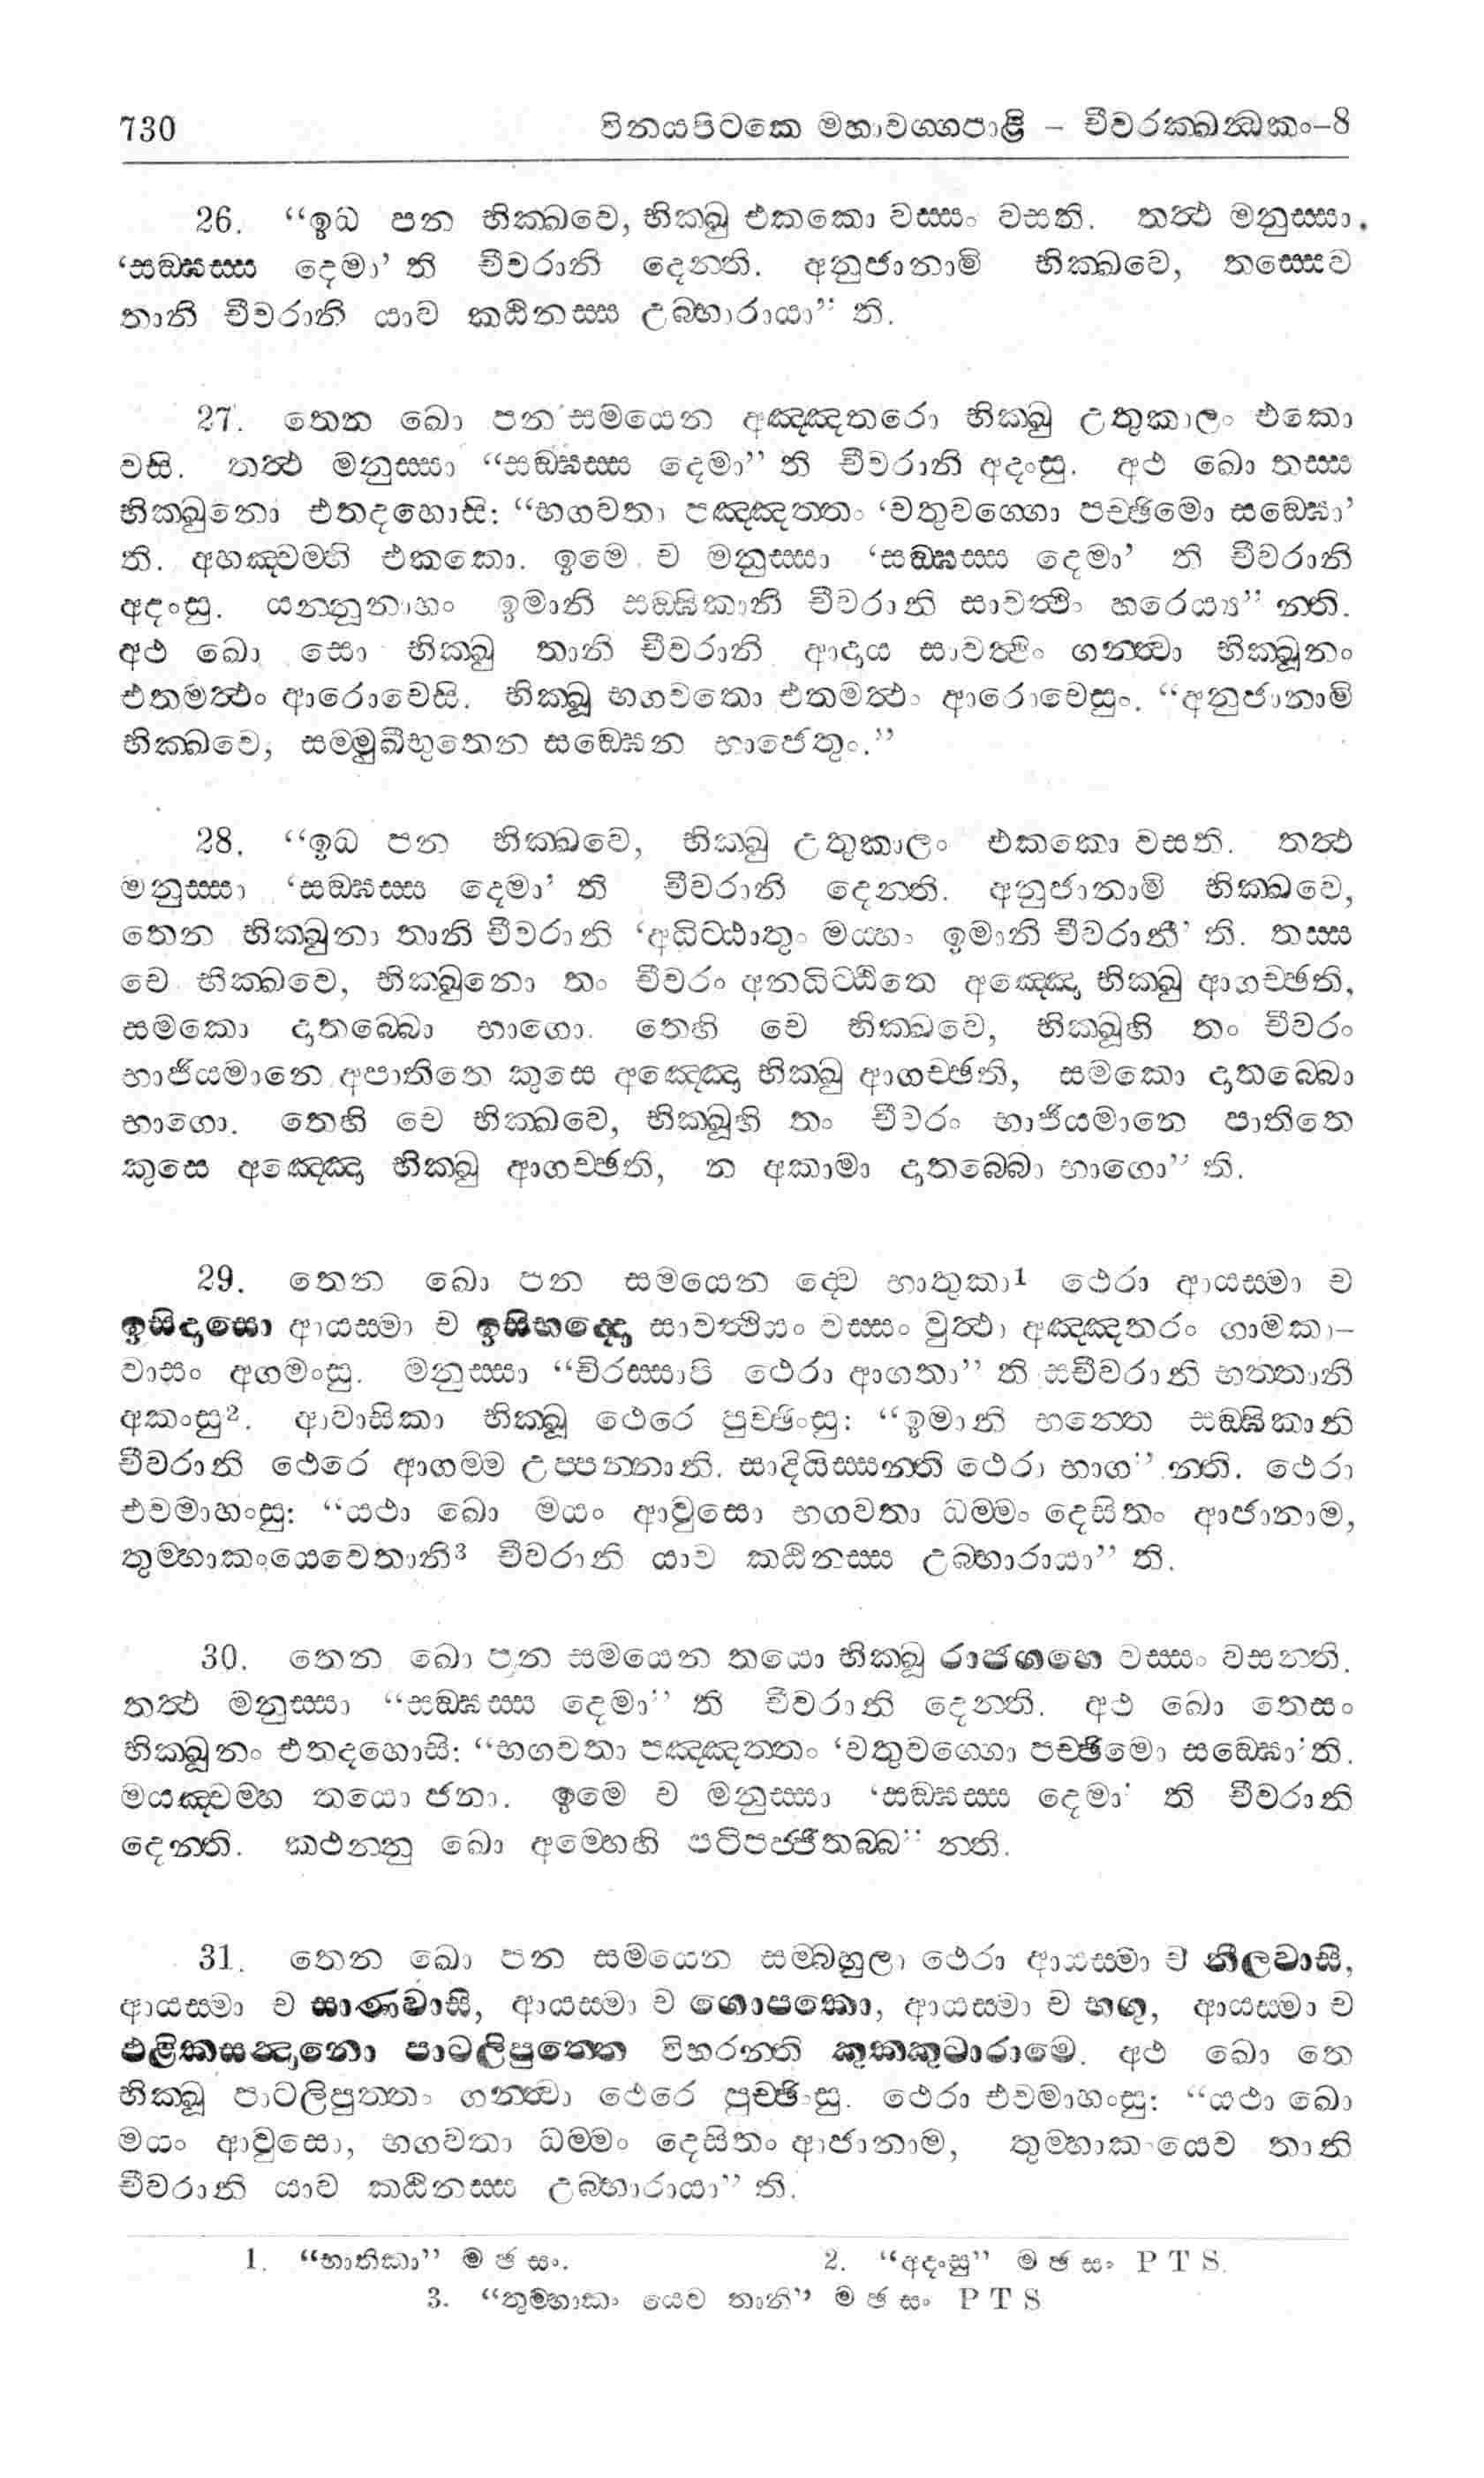 730 විනයපිටකෙ මහාවග්ගපාළි – චීවරක්ඛන්ධකං–8
26. “ඉධ පන භික්ඛවෙ, භික්ඛු එකකො වස්සං වසති. තත්ථ මනුස්සා,
‘සඞ්ඝස්ස දෙමා’ ති චීවරානි දෙන්ති. අනුජානාමි භික්ඛවෙ, තස්සෙව
තානි චීවරානි යාව කඨිනස්ස උබ්භාරායා” ති.
27. තෙන ඛො පන සමයෙන අඤ්ඤතරො භික්ඛු උතුකාලං එකො
වසි. තත්ථ මනුස්සා “සඞ්ඝස්ස දෙමා” ති චීවරානි අදංසු. අථ ඛො තස්ස
භික්ඛුනො එතදහොසි: “භගවතා පඤ්ඤත්තං ‘චතුවග්ගො පච්ඡිමො සඞ්ඝො’
ති. අහඤ්චම්හි එකකො. ඉමෙ ච මනුස්සා ‘සඞ්ඝස්ස දෙමා’ ති චීවරානි
අදංසු. යන්නූනාහං ඉමානි සඞ්ඝිකානි චීවරානි සාවත්ථිං හරෙය්‍ය” න්ති.
අථ ඛො සො භික්ඛු තානි චීවරානි ආදාය සාවත්ථිං ගන්ත්වා භික්ඛූනං
එතමත්ථං ආරොචෙසි. භික්ඛූ භගවතො එතමත්ථං ආරොචෙසුං. “අනුජානාමි
භික්ඛවෙ, සම්මුඛීභුතෙන සඞ්ඝෙන භාජෙතුං.”
28. “ඉධ පන භික්ඛවෙ, භික්ඛු උතුකාලං එකකො වසති. තත්ථ
මනුස්සා ‘සඞ්ඝස්ස දෙමා’ ති චීවරානි දෙන්ති. අනුජානාමි භික්ඛවෙ,
තෙන භික්ඛුනා තානි චීවරානි ‘අධිට්ඨාතුං මය්හං ඉමානි චීවරානී’ ති. තස්ස
චෙ භික්ඛවෙ, භික්ඛුනො තං චීවරං අනධිට්ඨිතෙ අඤ්ඤො භික්ඛු ආගච්ඡති,
සමකො දාතබ්බො භාගො. තෙහි චෙ භික්ඛවෙ, භික්ඛූහි තං චීවරං
භාජියමානෙ අපාතිතෙ කුසෙ අඤ්ඤො භික්ඛු ආගච්ඡති, සමකො දාතබ්බො
භාගො. තෙහි චෙ භික්ඛවෙ, භික්ඛූහි තං චීවරං භාජියමානෙ පාතිතෙ
කුසෙ අඤ්ඤො භික්ඛු ආගච්ඡති, න අකාමා දාතබ්බො භාගො” ති.
29. තෙන ඛො පන සමයෙන ද්වෙ භාතුකා1 ථෙරා ආයස්මා ච
ඉසිදාසො ආයස්මා ච ඉසිභද්දො සාවත්ථියං වස්සං වුත්ථා අඤ්ඤතරං ගාමකා–
වාසං අගමංසු. මනුස්සා “චිරස්සාපි ථෙරා ආගතා” ති සචීවරානි භත්තානි
අකංසු2. ආවාසිකා භික්ඛූ ථෙරෙ පුච්ඡිංසු: “ඉමානි භන්තෙ සඞ්ඝිකානි
චීවරානි ථෙරෙ ආගම්ම උප්පන්නානි. සාදියිස්සන්ති ථෙරා භාග” න්ති. ථෙරා
එවමාහංසු: “යථා ඛො මයං ආවුසො භගවතා ධම්මං දෙසිතං ආජානාම,
තුම්හාකංයෙවෙතානි3 චීවරානි යාව කඨිනස්ස උබ්භාරායා” ති.
30. තෙන ඛො පන සමයෙන තයො භික්ඛූ රාජගහෙ වස්සං වසන්ති.
තත්ථ මනුස්සා “සඞ්ඝස්ස දෙමා” ති චීවරානි දෙන්ති. අථ ඛො තෙසං
භික්ඛූනං එතදහොසි: “භගවතා පඤ්ඤත්තං ‘චතුවග්ගො පච්ඡිමො සඞ්ඝො’ති.
මයඤ්චම්හ තයො ජනා. ඉමෙ ච මනුස්සා ‘සඞ්ඝස්ස දෙමා’ ති චීවරානි
දෙන්ති. කථන්නු ඛො අම්හෙහි පටිපජ්ජිතබ්බ” න්ති.
31. තෙන ඛො පන සමයෙන සම්බහුලා ථෙරා ආයස්මා ච නීලවාසී,
ආයස්මා ච සාණවාසී, ආයස්මා ච ගොපකො, ආයස්මා ච භගු, ආයස්මා ච
ඵළිකසන්දානො පාටලිපුත්තෙ විහරන්ති කුක්කුටාරාමෙ. අථ ඛො තෙ
භික්ඛූ පාටලිපුත්තං ගන්ත්වා ථෙරෙ පුච්ඡිංසු. ථෙරා එවමාහංසු: “යථා ඛො
මයං ආවුසො, භගවතා ධම්මං දෙසිතං ආජානාම, තුම්හාකංයෙව තානි
චීවරානි යාව කඨිනස්ස උබ්භාරායා” ති.
1. “භාතිකා” ම ඡ සං. 2. “අදංසු” ම ඡ සං P T S.
3. “තුම්හාකං යෙව තානි” ම ඡ සං P T S